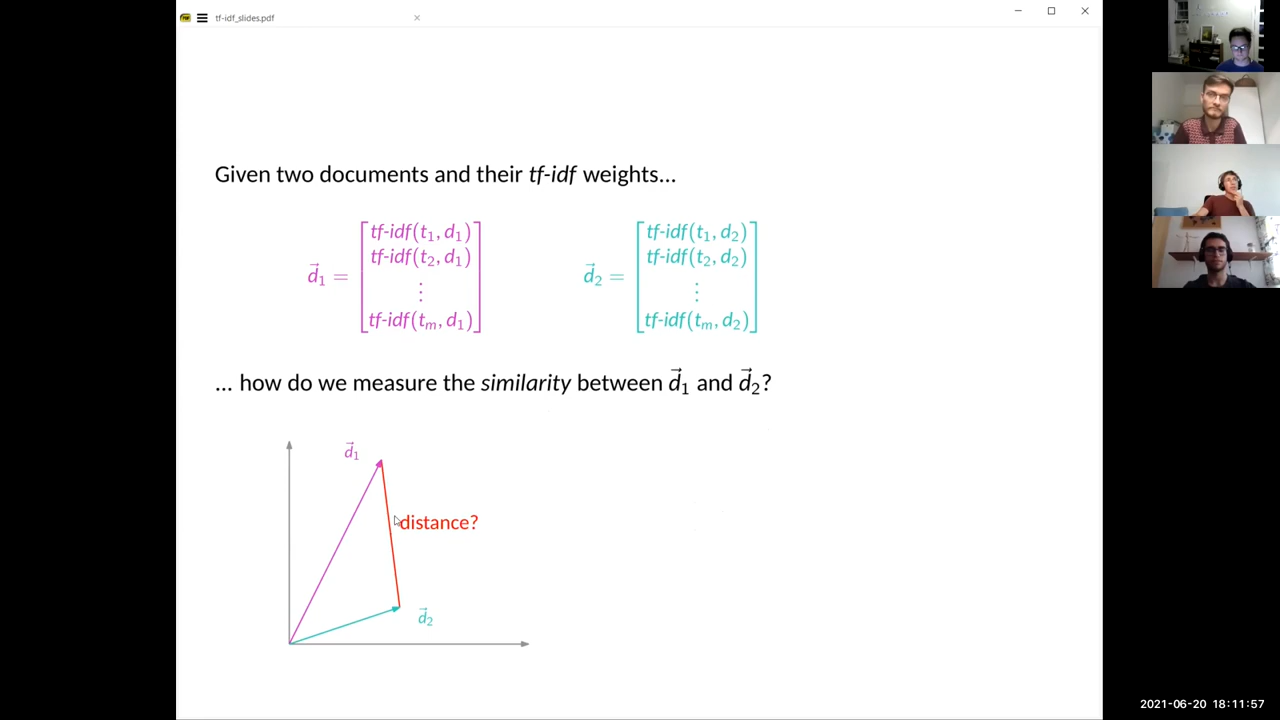 tf-idf_slides.pdf
Given two documents and their tf-idf weights...
d⃗₁ = [tf-idf(t₁, d₁)
tf-idf(t₂, d₁)
⋮
tf-idf(tₘ, d₁)]
d⃗₂ = [tf-idf(t₁, d₂)
tf-idf(t₂, d₂)
⋮
tf-idf(tₘ, d₂)]
... how do we measure the similarity between d⃗₁ and d⃗₂?
d⃗₁
distance?
d⃗₂
2021-06-20 18:11:57